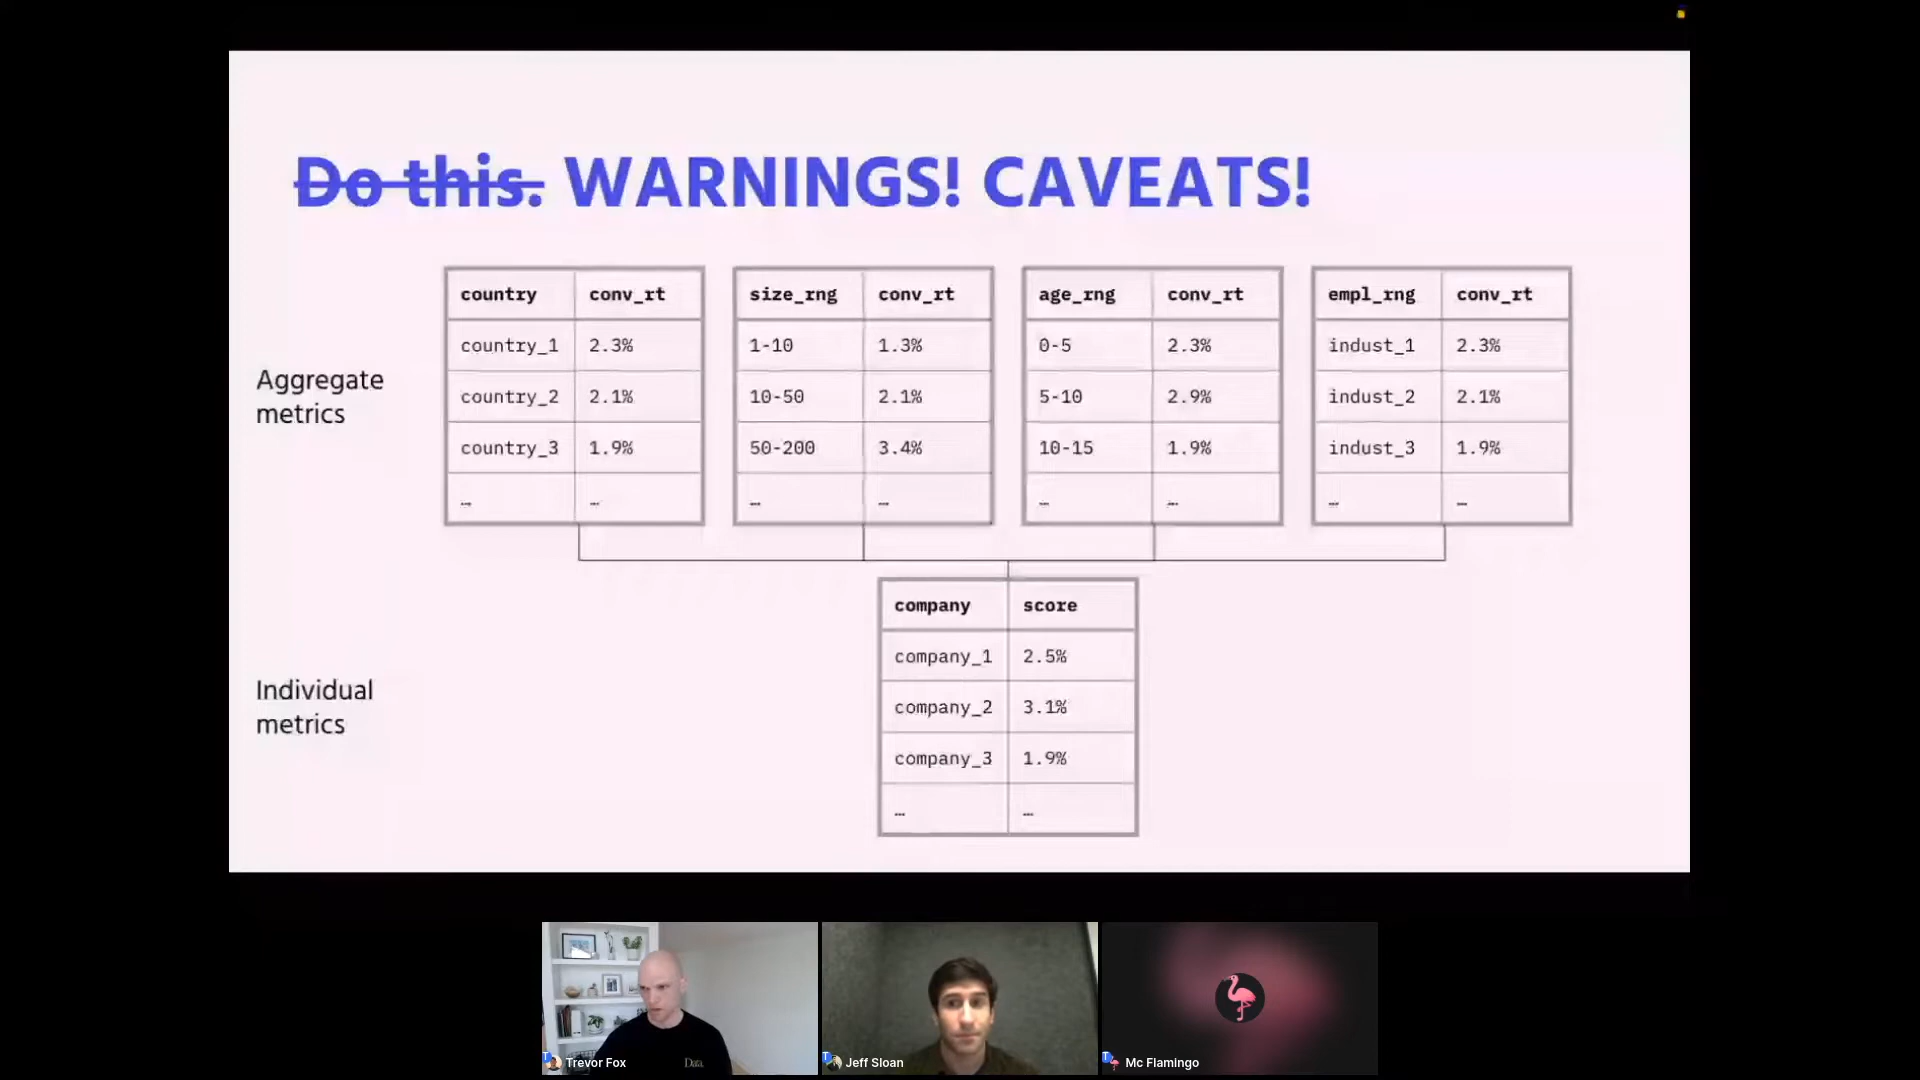 Do this. WARNINGS! CAVEATS!
Aggregate
metrics
country conv_rt
country_1 2.3%
country_2 2.1%
country_3 1.9%
… …
size_rng conv_rt
1-10 1.3%
10-50 2.1%
50-200 3.4%
… …
age_rng conv_rt
0-5 2.3%
5-10 2.9%
10-15 1.9%
… …
empl_rng conv_rt
indust_1 2.3%
indust_2 2.1%
indust_3 1.9%
… …
Individual
metrics
company score
company_1 2.5%
company_2 3.1%
company_3 1.9%
… …
Data.
Trevor Fox
Jeff Sloan
Mc Flamingo